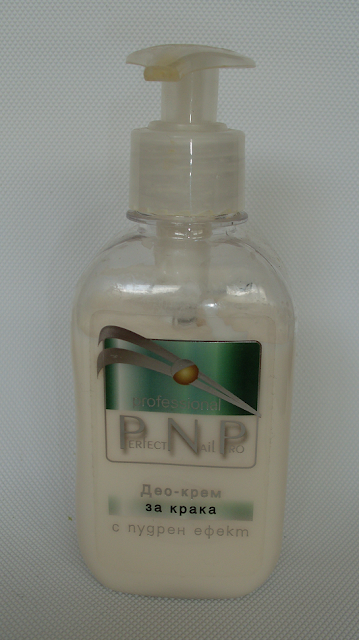 professional
PNP
PERFECT NAIL PRO
Део-крем
за крака
с пудрен ефект